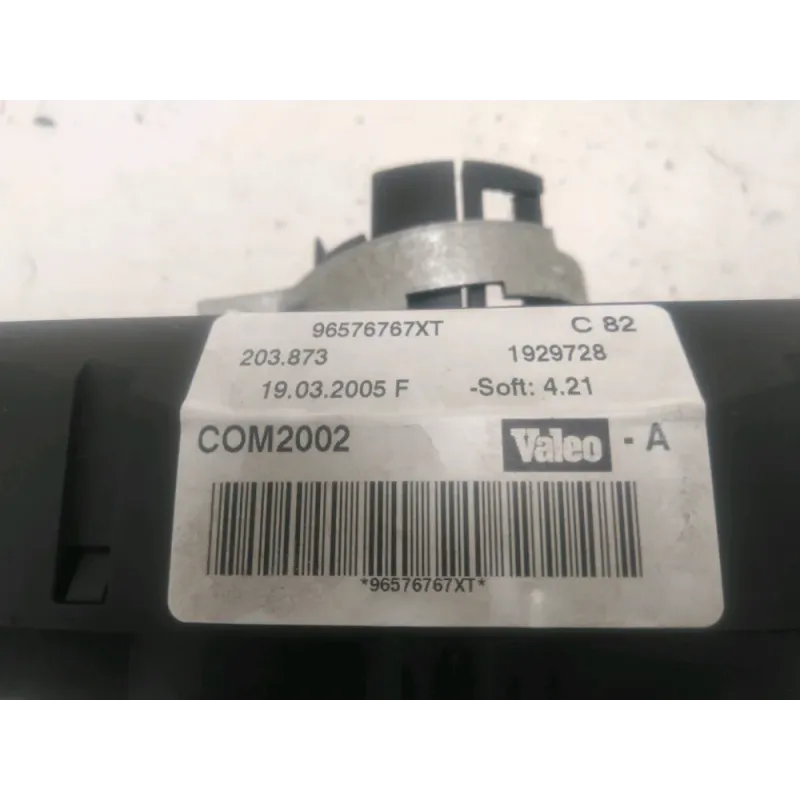 96576767XT C 82
203.873 1929728
19.03.2005 F -Soft: 4.21
COM2002 Valeo - A
*96576767XT*